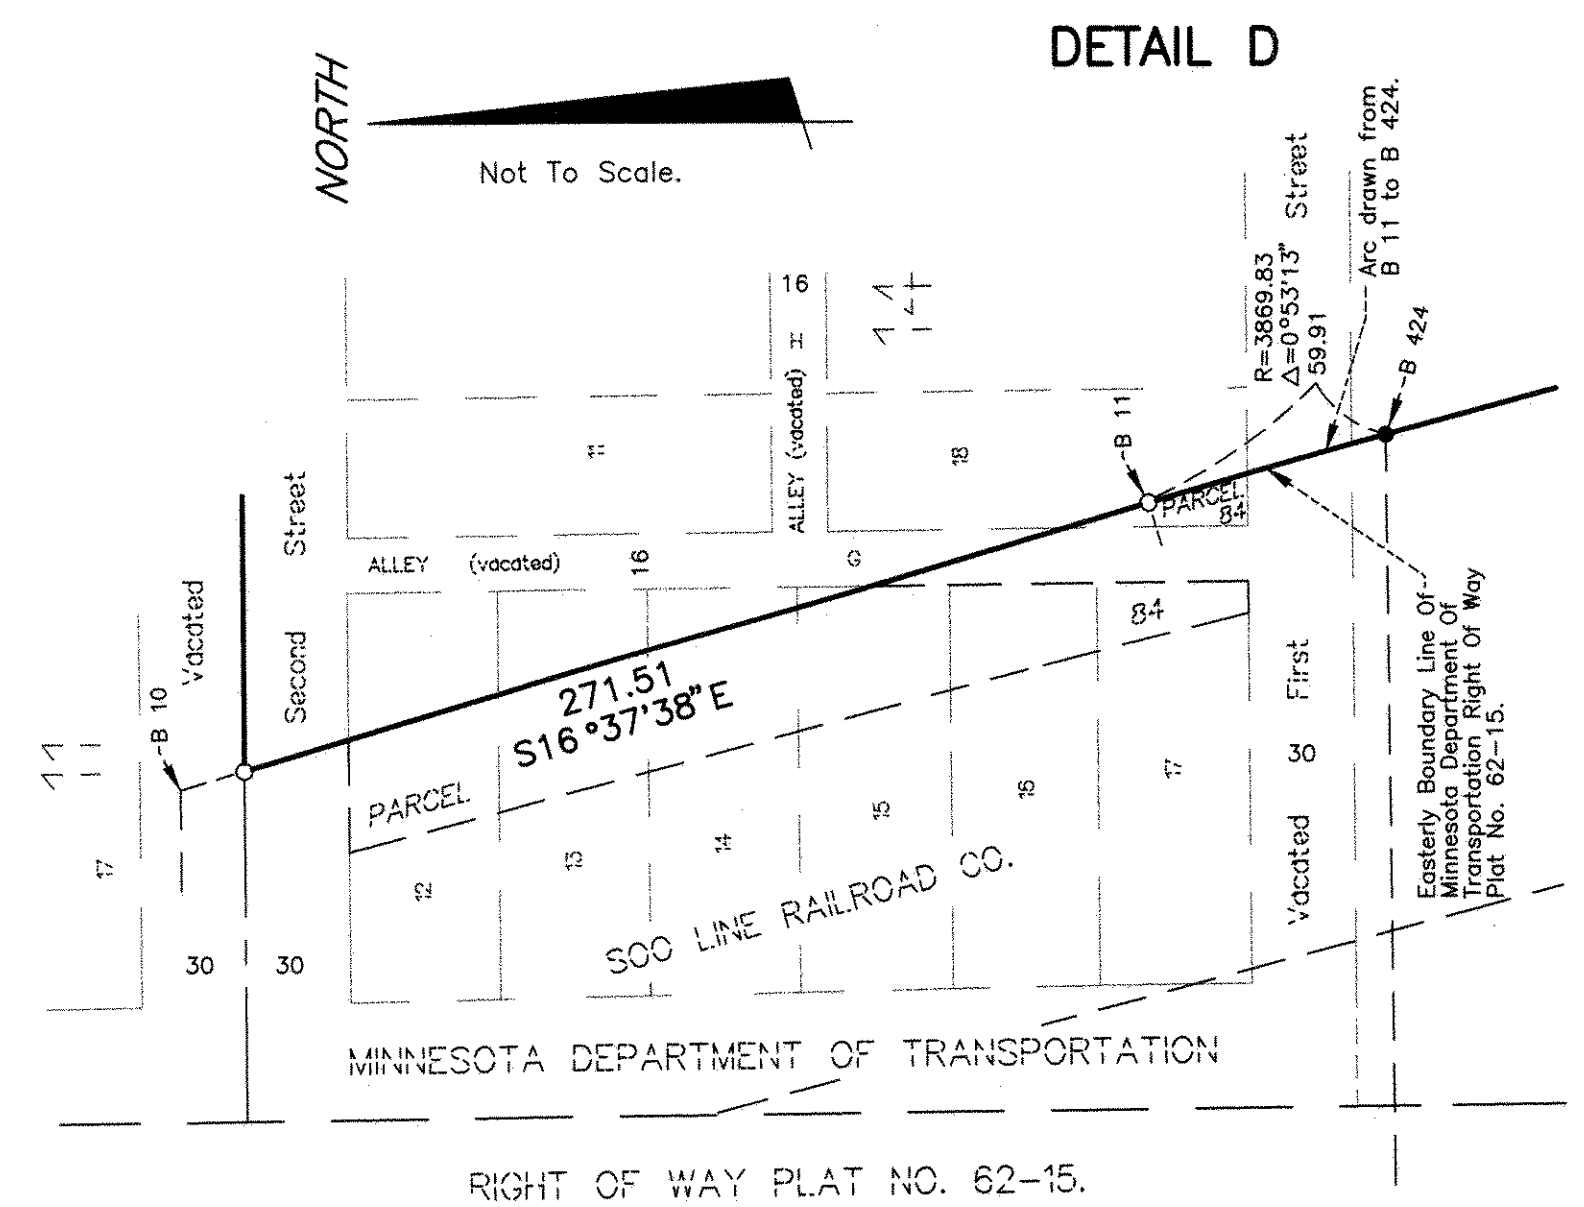 DETAIL D
NORTH
Not To Scale.
Arc drawn from
B 11 to B 424.
Street
R=3869.83
Δ=0°53'13"
59.91
B 424
B 11
16
ALLEY (vacated) H
11
18
PARCEL
84
ALLEY (vacated) 16 G
Vacated
Second Street
B 10
84
271.51
S16°37'38"E
PARCEL
17
12
13
14
15
16
17
SOO LINE RAILROAD CO.
Vacated 30 First
Easterly Boundary Line Of
Minnesota Department Of
Transportation Right Of Way
Plat No. 62-15.
30
30
MINNESOTA DEPARTMENT OF TRANSPORTATION
RIGHT OF WAY PLAT NO. 62-15.